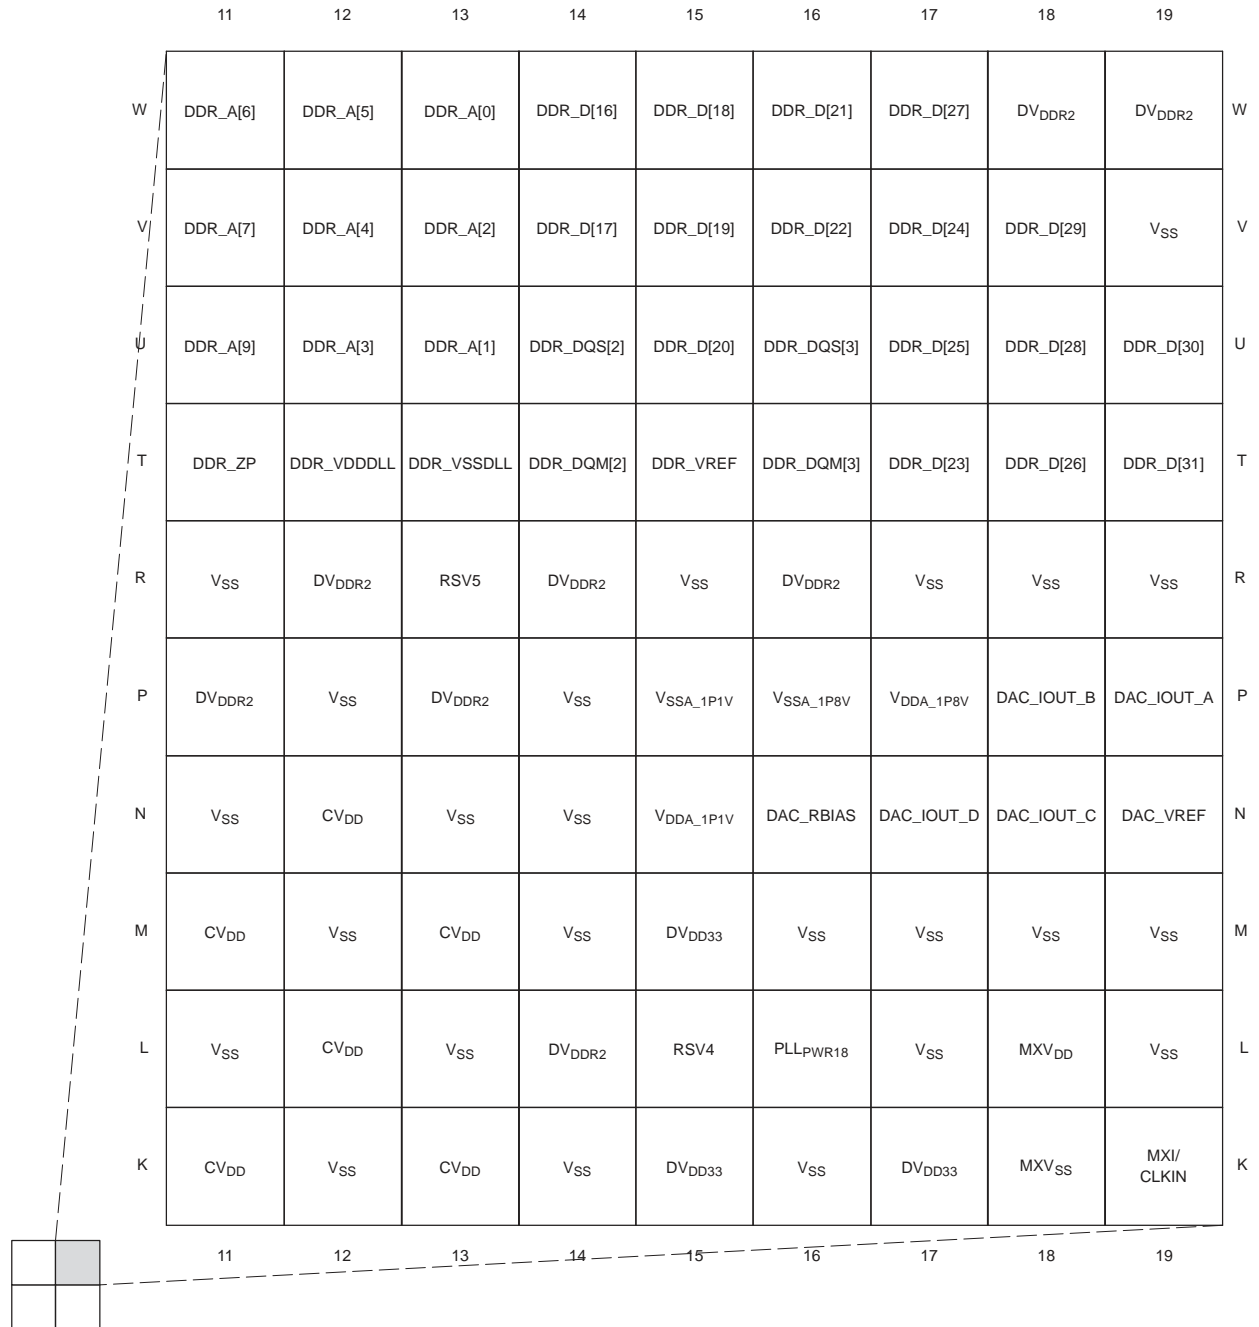 11 12 13 14 15 16 17 18 19
W DDR_A[6] DDR_A[5] DDR_A[0] DDR_D[16] DDR_D[18] DDR_D[21] DDR_D[27] DVDDR2 DVDDR2 W
V DDR_A[7] DDR_A[4] DDR_A[2] DDR_D[17] DDR_D[19] DDR_D[22] DDR_D[24] DDR_D[29] VSS V
U DDR_A[9] DDR_A[3] DDR_A[1] DDR_DQS[2] DDR_D[20] DDR_DQS[3] DDR_D[25] DDR_D[28] DDR_D[30] U
T DDR_ZP DDR_VDDDLL DDR_VSSDLL DDR_DQM[2] DDR_VREF DDR_DQM[3] DDR_D[23] DDR_D[26] DDR_D[31] T
R VSS DVDDR2 RSV5 DVDDR2 VSS DVDDR2 VSS VSS VSS R
P DVDDR2 VSS DVDDR2 VSS VSSA_1P1V VSSA_1P8V VDDA_1P8V DAC_IOUT_B DAC_IOUT_A P
N VSS CVDD VSS VSS VDDA_1P1V DAC_RBIAS DAC_IOUT_D DAC_IOUT_C DAC_VREF N
M CVDD VSS CVDD VSS DVDD33 VSS VSS VSS VSS M
L VSS CVDD VSS DVDDR2 RSV4 PLLPWR18 VSS MXVDD VSS L
K CVDD VSS CVDD VSS DVDD33 VSS DVDD33 MXVSS MXI/ K
CLKIN
11 12 13 14 15 16 17 18 19